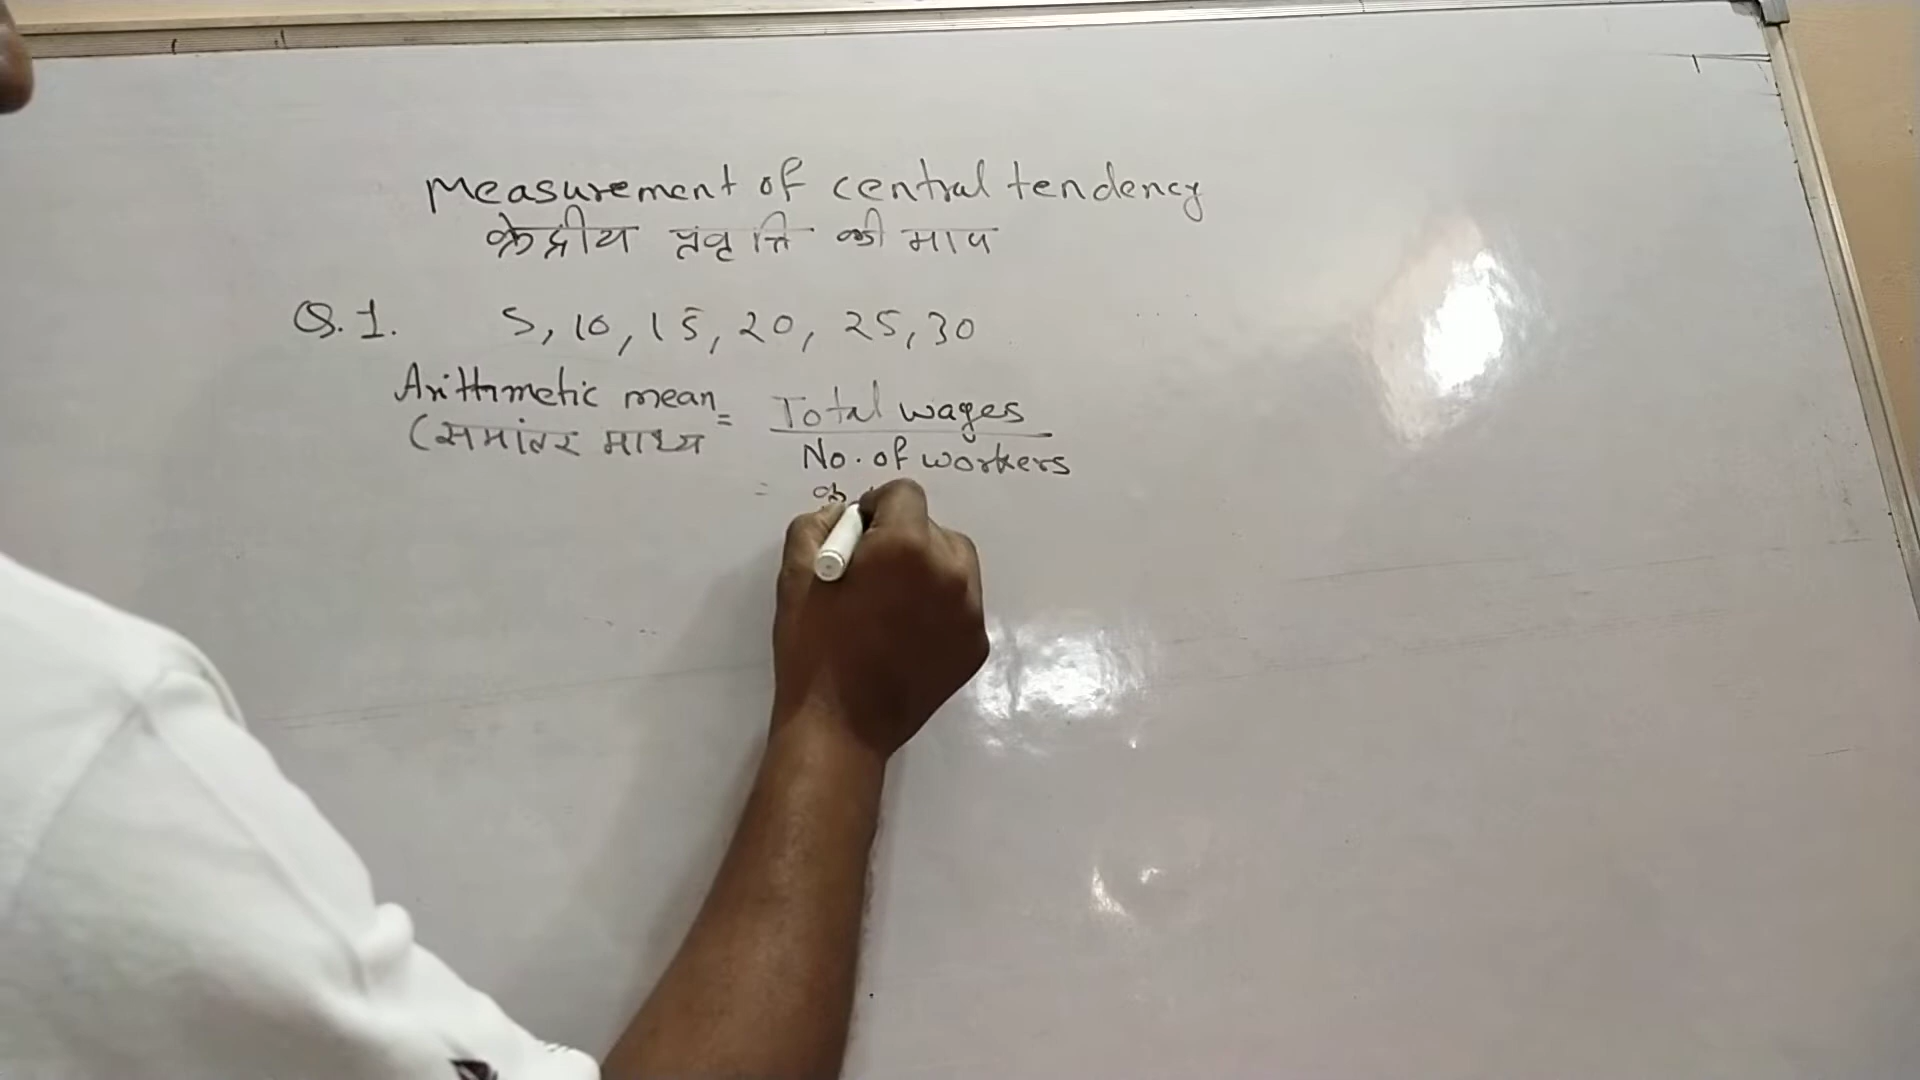 Measurement of central tendency
केद्रीय प्रवृत्ति की माप
Q.1. 5, 10, 15, 20, 25, 30
Arithmetic mean = Total wages
(समांतर माध्य No. of workers
=